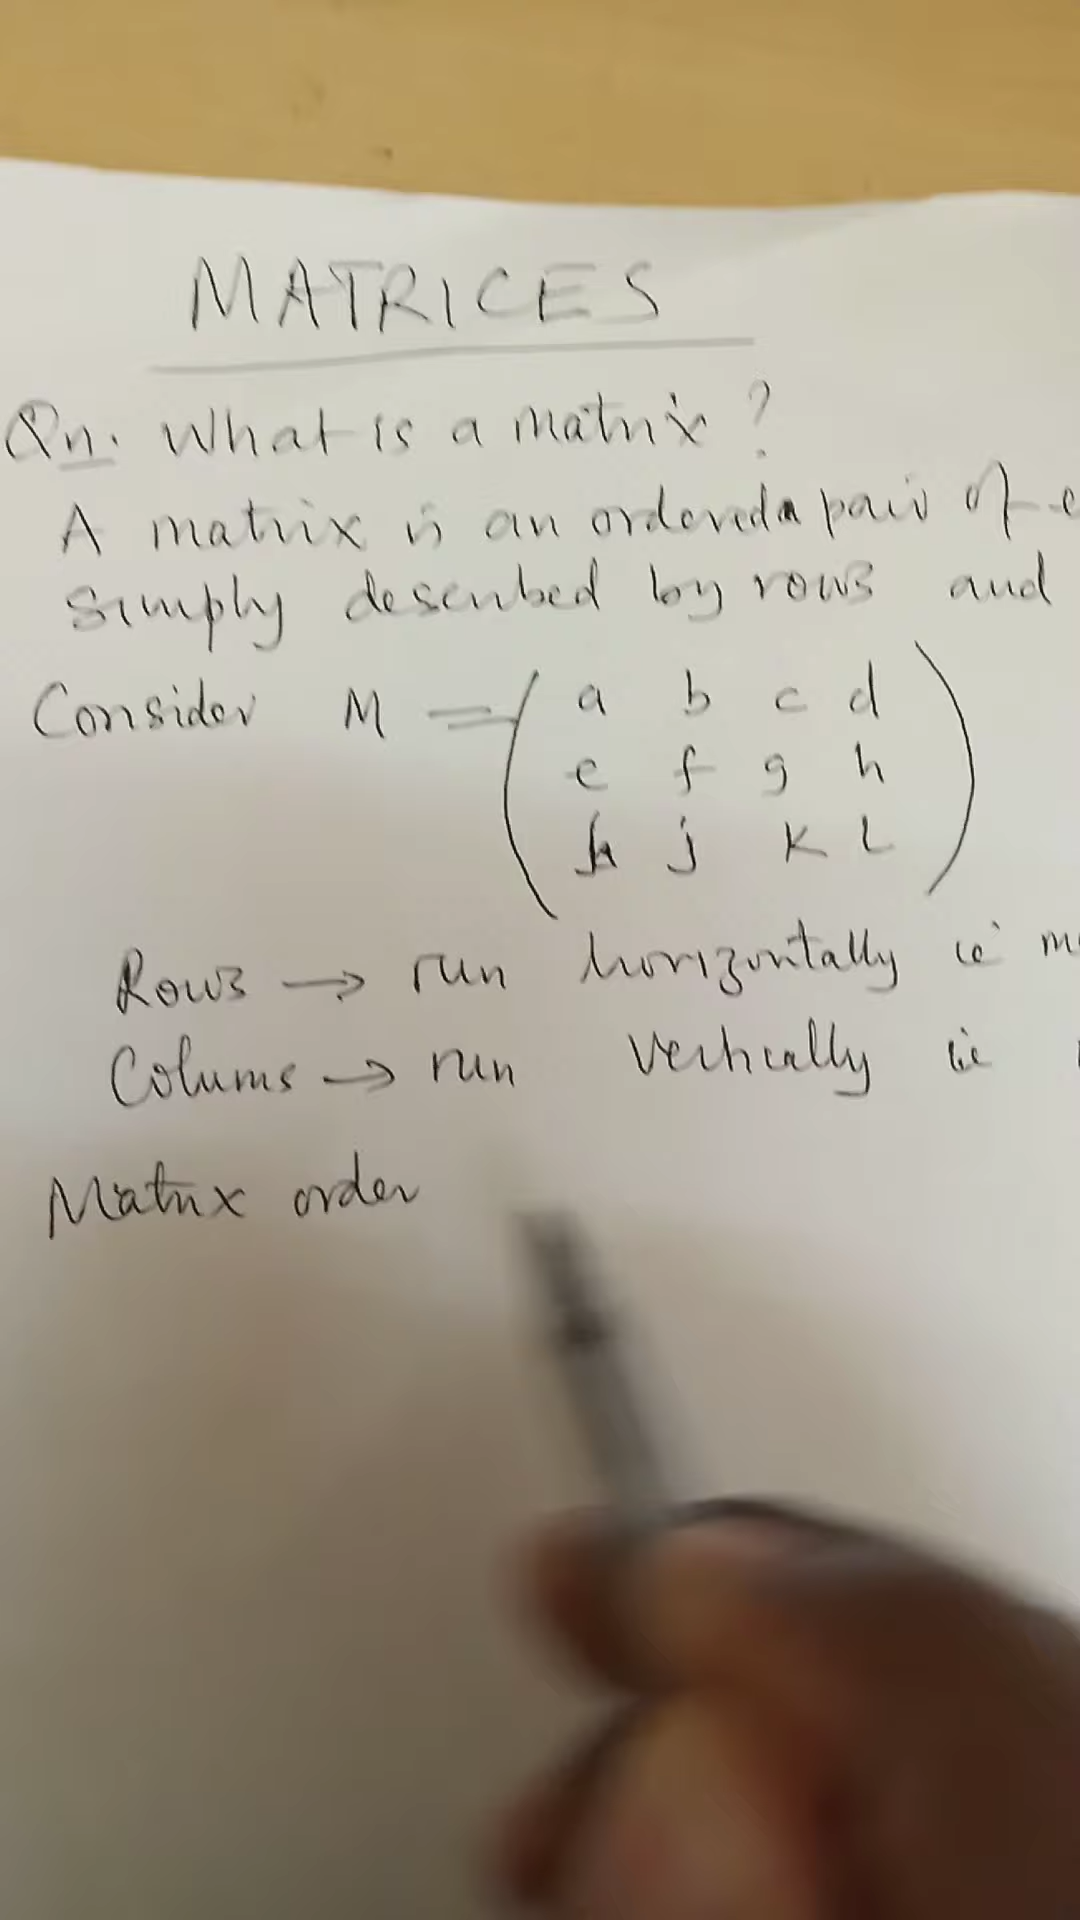 MATRICES
Qn. What is a matrix?
A matrix is an ordered pair of
simply described by rows and
Consider M = a b c d
e f g h
j k L
Rows → run horizontally ie
Colums → run vertically ie
Matrix order